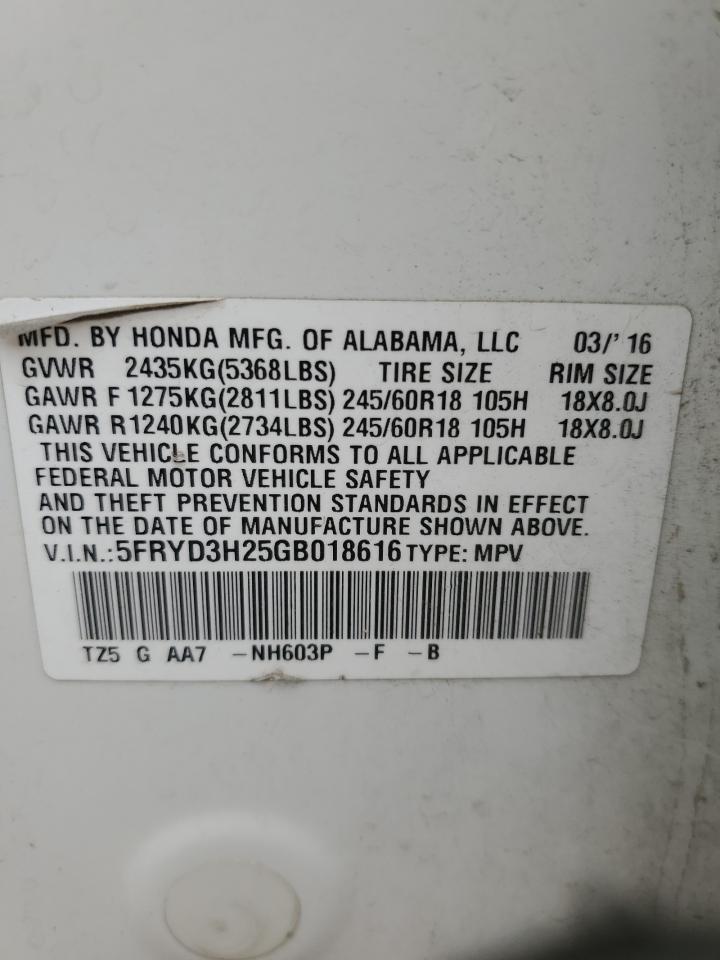 MFD. BY HONDA MFG. OF ALABAMA, LLC 03/'16
GVWR 2435KG(5368LBS) TIRE SIZE RIM SIZE
GAWR F 1275KG(2811LBS) 245/60R18 105H 18X8.0J
GAWR R1240KG(2734LBS) 245/60R18 105H 18X8.0J
THIS VEHICLE CONFORMS TO ALL APPLICABLE
FEDERAL MOTOR VEHICLE SAFETY
AND THEFT PREVENTION STANDARDS IN EFFECT
ON THE DATE OF MANUFACTURE SHOWN ABOVE.
V.I.N.:5FRYD3H25GB018616 TYPE: MPV
TZ5 G AA7 -NH603P -F -B